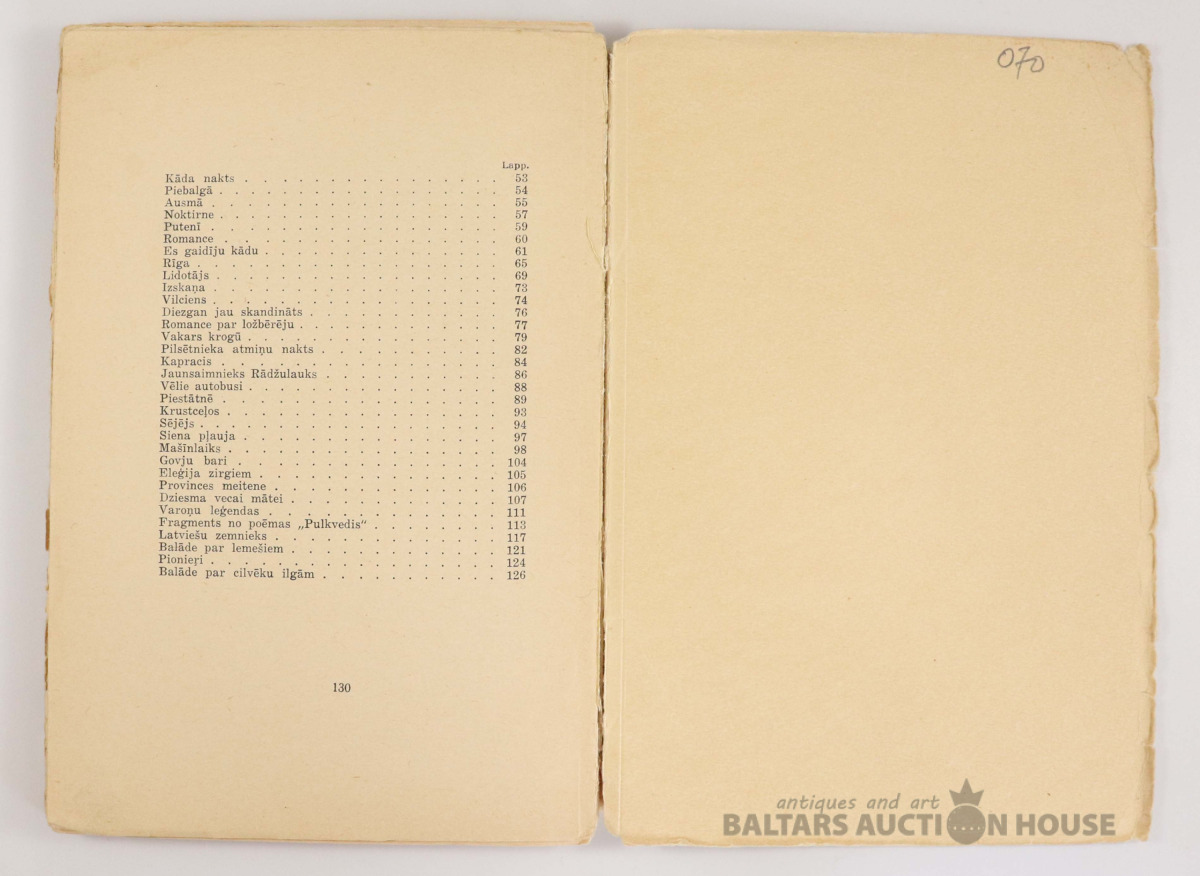 Lapp.
Kāda nakts . . . . . . . . . . . . . . . . 53
Piebalgā . . . . . . . . . . . . . . . . . 54
Ausmā . . . . . . . . . . . . . . . . . . 55
Noktirne . . . . . . . . . . . . . . . . . 57
Putenī . . . . . . . . . . . . . . . . . . 59
Romance . . . . . . . . . . . . . . . . . 60
Es gaidīju kādu . . . . . . . . . . . . . . 61
Rīga . . . . . . . . . . . . . . . . . . . 65
Lidotājs . . . . . . . . . . . . . . . . . 69
Izskaņa . . . . . . . . . . . . . . . . . 73
Vilciens . . . . . . . . . . . . . . . . . 74
Diezgan jau skandināts . . . . . . . . . . . 76
Romance par ložbērēju . . . . . . . . . . . 77
Vakars krogū . . . . . . . . . . . . . . . 79
Pilsētnieka atmiņu nakts . . . . . . . . . . 82
Kapracis . . . . . . . . . . . . . . . . . 84
Jaunsaimnieks Rādžulauks . . . . . . . . . . 86
Vēlie autobusi . . . . . . . . . . . . . . . 88
Piestātnē . . . . . . . . . . . . . . . . . 89
Krustceļos . . . . . . . . . . . . . . . . 93
Sējējs . . . . . . . . . . . . . . . . . . 94
Siena pļauja . . . . . . . . . . . . . . . . 97
Mašīnlaiks . . . . . . . . . . . . . . . . 98
Govju bari . . . . . . . . . . . . . . . . 104
Eleģija zirgiem . . . . . . . . . . . . . . 105
Provinces meitene . . . . . . . . . . . . . 106
Dziesma vecai mātei . . . . . . . . . . . . 107
Varoņu leģendas . . . . . . . . . . . . . . 111
Fragments no poēmas „Pulkvedis“ . . . . . . . 113
Latviešu zemnieks . . . . . . . . . . . . . 117
Balāde par lemešiem . . . . . . . . . . . . 121
Pionieŗi . . . . . . . . . . . . . . . . . 124
Balāde par cilvēku ilgām . . . . . . . . . . 126
130
070
antiques and art
BALTARS AUCTION HOUSE